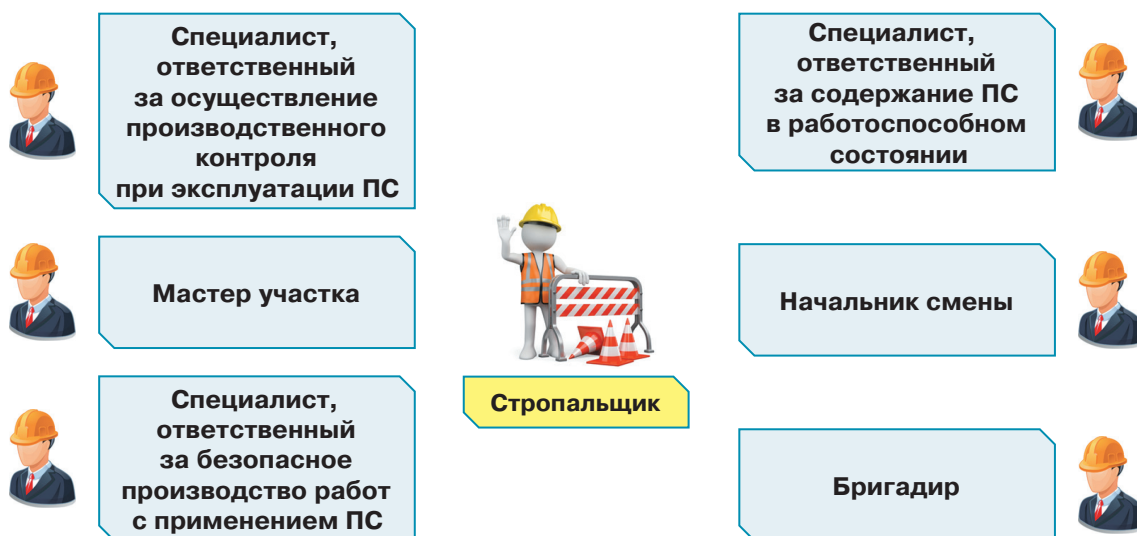 Специалист,
ответственный
за осуществление
производственного
контроля
при эксплуатации ПС
Мастер участка
Специалист,
ответственный
за безопасное
производство работ
с применением ПС
Стропальщик
Специалист,
ответственный
за содержание ПС
в работоспособном
состоянии
Начальник смены
Бригадир